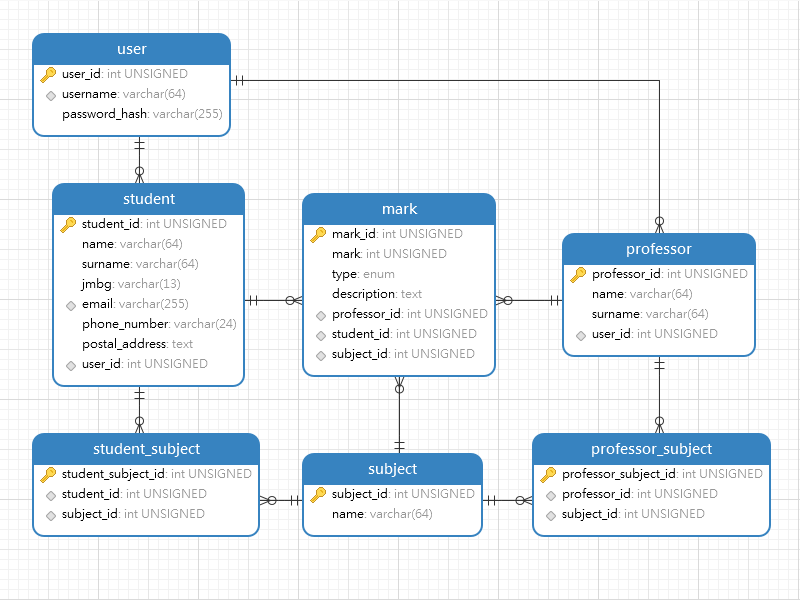 user
user_id: int UNSIGNED
username: varchar(64)
password_hash: varchar(255)
student
student_id: int UNSIGNED
name: varchar(64)
surname: varchar(64)
jmbg: varchar(13)
email: varchar(255)
phone_number: varchar(24)
postal_address: text
user_id: int UNSIGNED
mark
mark_id: int UNSIGNED
mark: int UNSIGNED
type: enum
description: text
professor_id: int UNSIGNED
student_id: int UNSIGNED
subject_id: int UNSIGNED
professor
professor_id: int UNSIGNED
name: varchar(64)
surname: varchar(64)
user_id: int UNSIGNED
student_subject
student_subject_id: int UNSIGNED
student_id: int UNSIGNED
subject_id: int UNSIGNED
subject
subject_id: int UNSIGNED
name: varchar(64)
professor_subject
professor_subject_id: int UNSIGNED
professor_id: int UNSIGNED
subject_id: int UNSIGNED